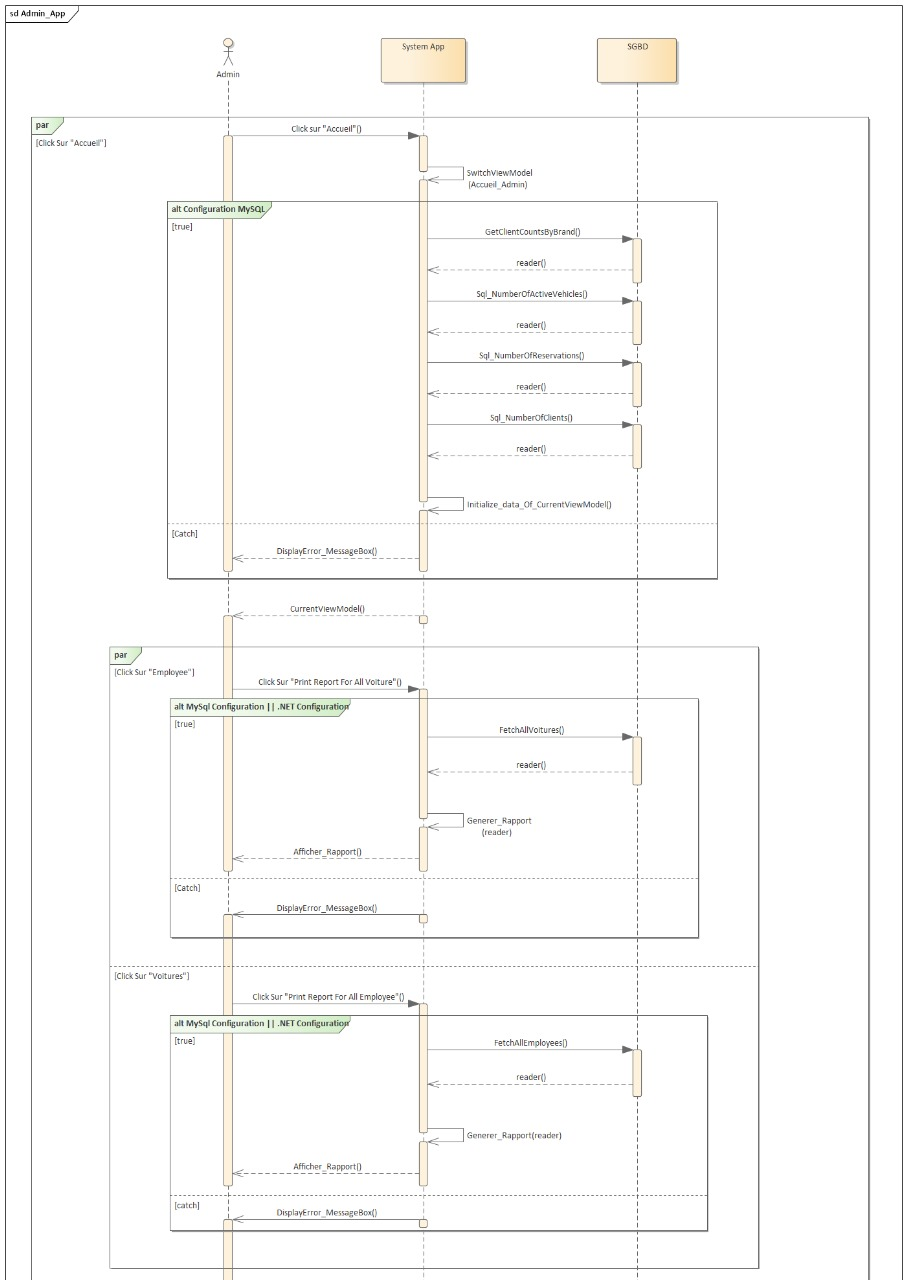 sd Admin_App
Admin
System App
SGBD
par
[Click Sur "Accueil"]
Click sur "Accueil"()
SwitchViewModel
(Accueil_Admin)
alt Configuration MySQL
[true]
GetClientCountsByBrand()
reader()
Sql_NumberOfActiveVehicles()
reader()
Sql_NumberOfReservations()
reader()
Sql_NumberOfClients()
reader()
Initialize_data_Of_CurrentViewModel()
[Catch]
DisplayError_MessageBox()
CurrentViewModel()
par
[Click Sur "Employee"]
Click Sur "Print Report For All Voiture"()
alt MySql Configuration || .NET Configuration
[true]
FetchAllVoitures()
reader()
Generer_Rapport
(reader)
Afficher_Rapport()
[Catch]
DisplayError_MessageBox()
[Click Sur "Voitures"]
Click Sur "Print Report For All Employee"()
alt MySql Configuration || .NET Configuration
[true]
FetchAllEmployees()
reader()
Generer_Rapport(reader)
Afficher_Rapport()
[catch]
DisplayError_MessageBox()